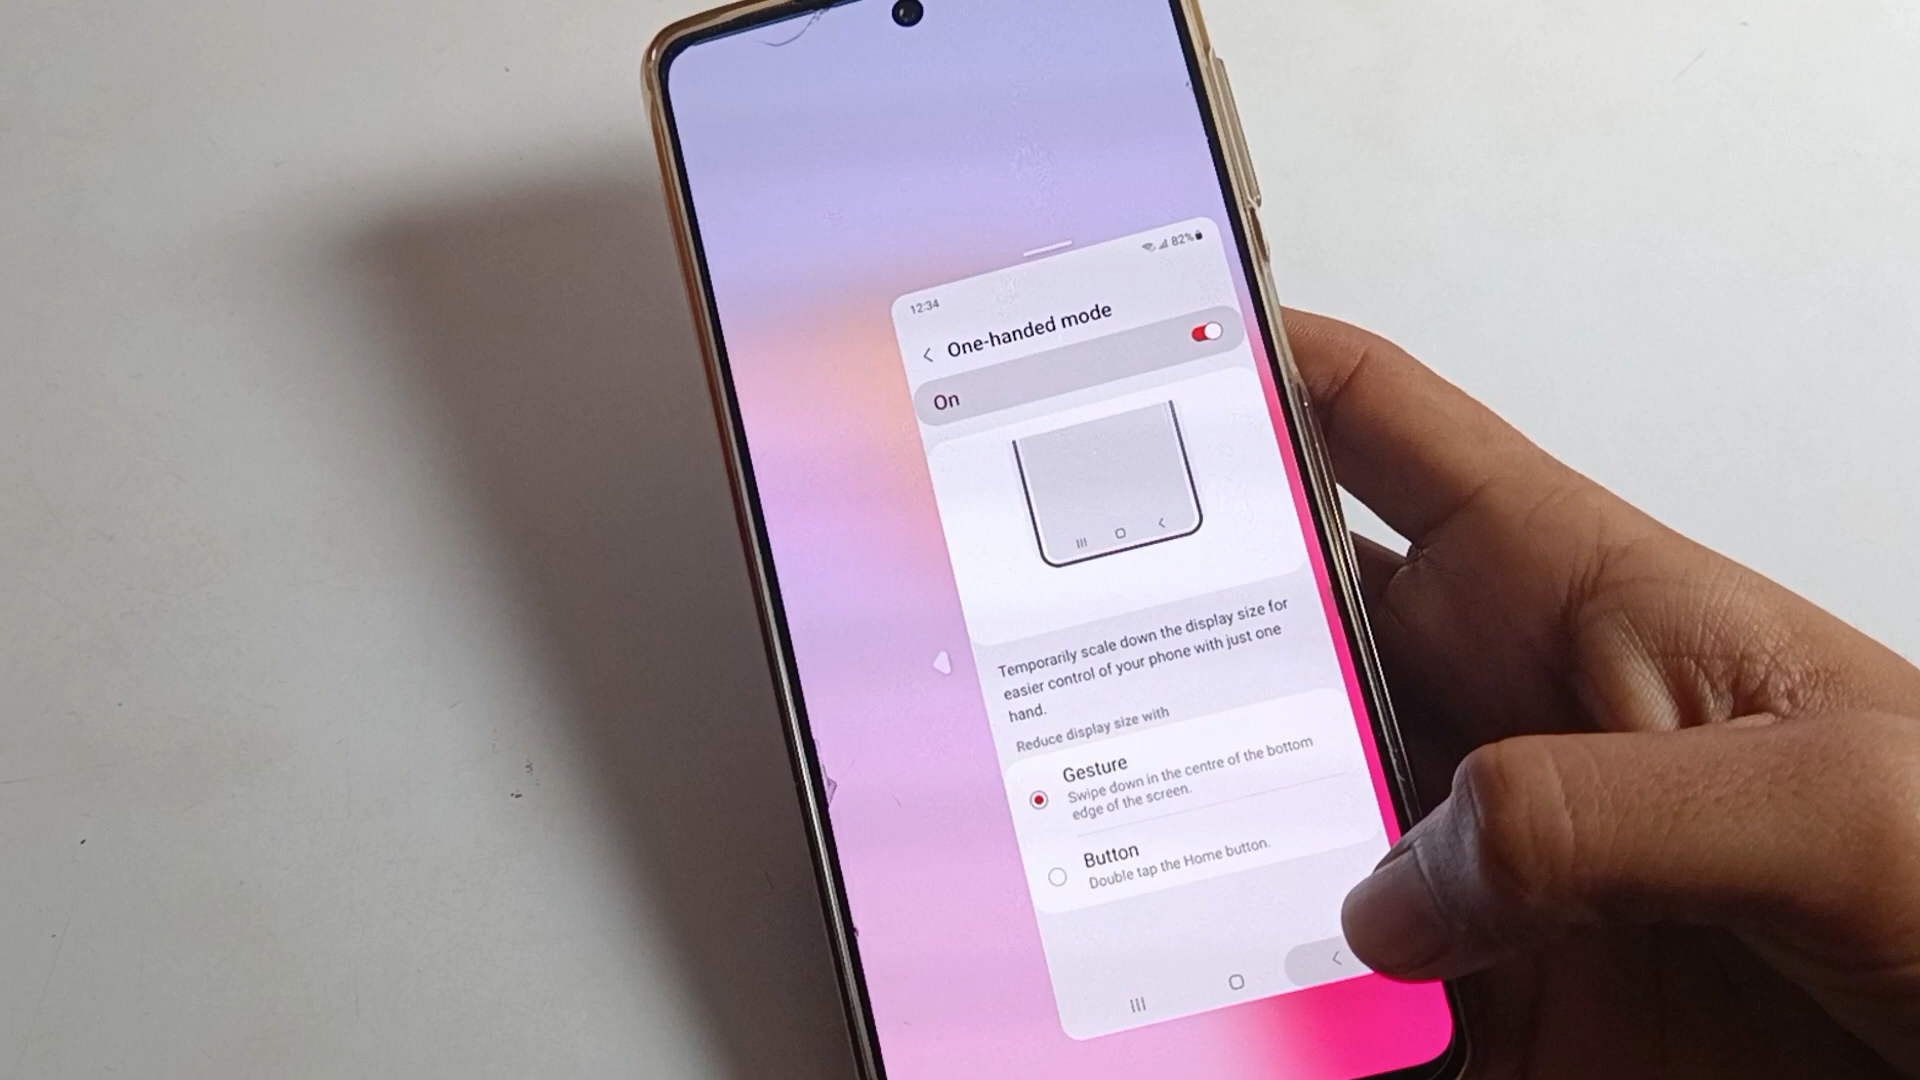 12:34
82%
One-handed mode
On
Temporarily scale down the display size for
easier control of your phone with just one
hand.
Reduce display size with
Gesture
Swipe down in the centre of the bottom
edge of the screen.
Button
Double tap the Home button.